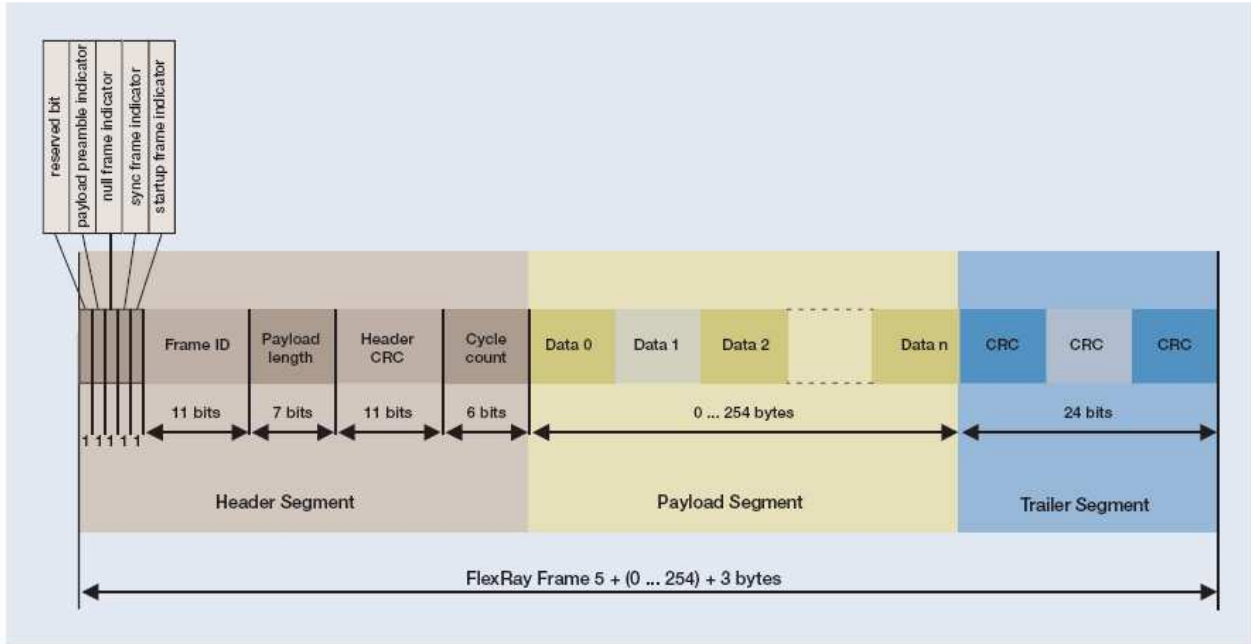 reserved bit
payload preamble indicator
null frame indicator
sync frame indicator
startup frame indicator
Frame ID
Payload
length
Header
CRC
Cycle
count
Data 0
Data 1
Data 2
Data n
CRC
CRC
CRC
1 1 1 1 1
11 bits
7 bits
11 bits
6 bits
0 ... 254 bytes
24 bits
Header Segment
Payload Segment
Trailer Segment
FlexRay Frame 5 + (0 ... 254) + 3 bytes